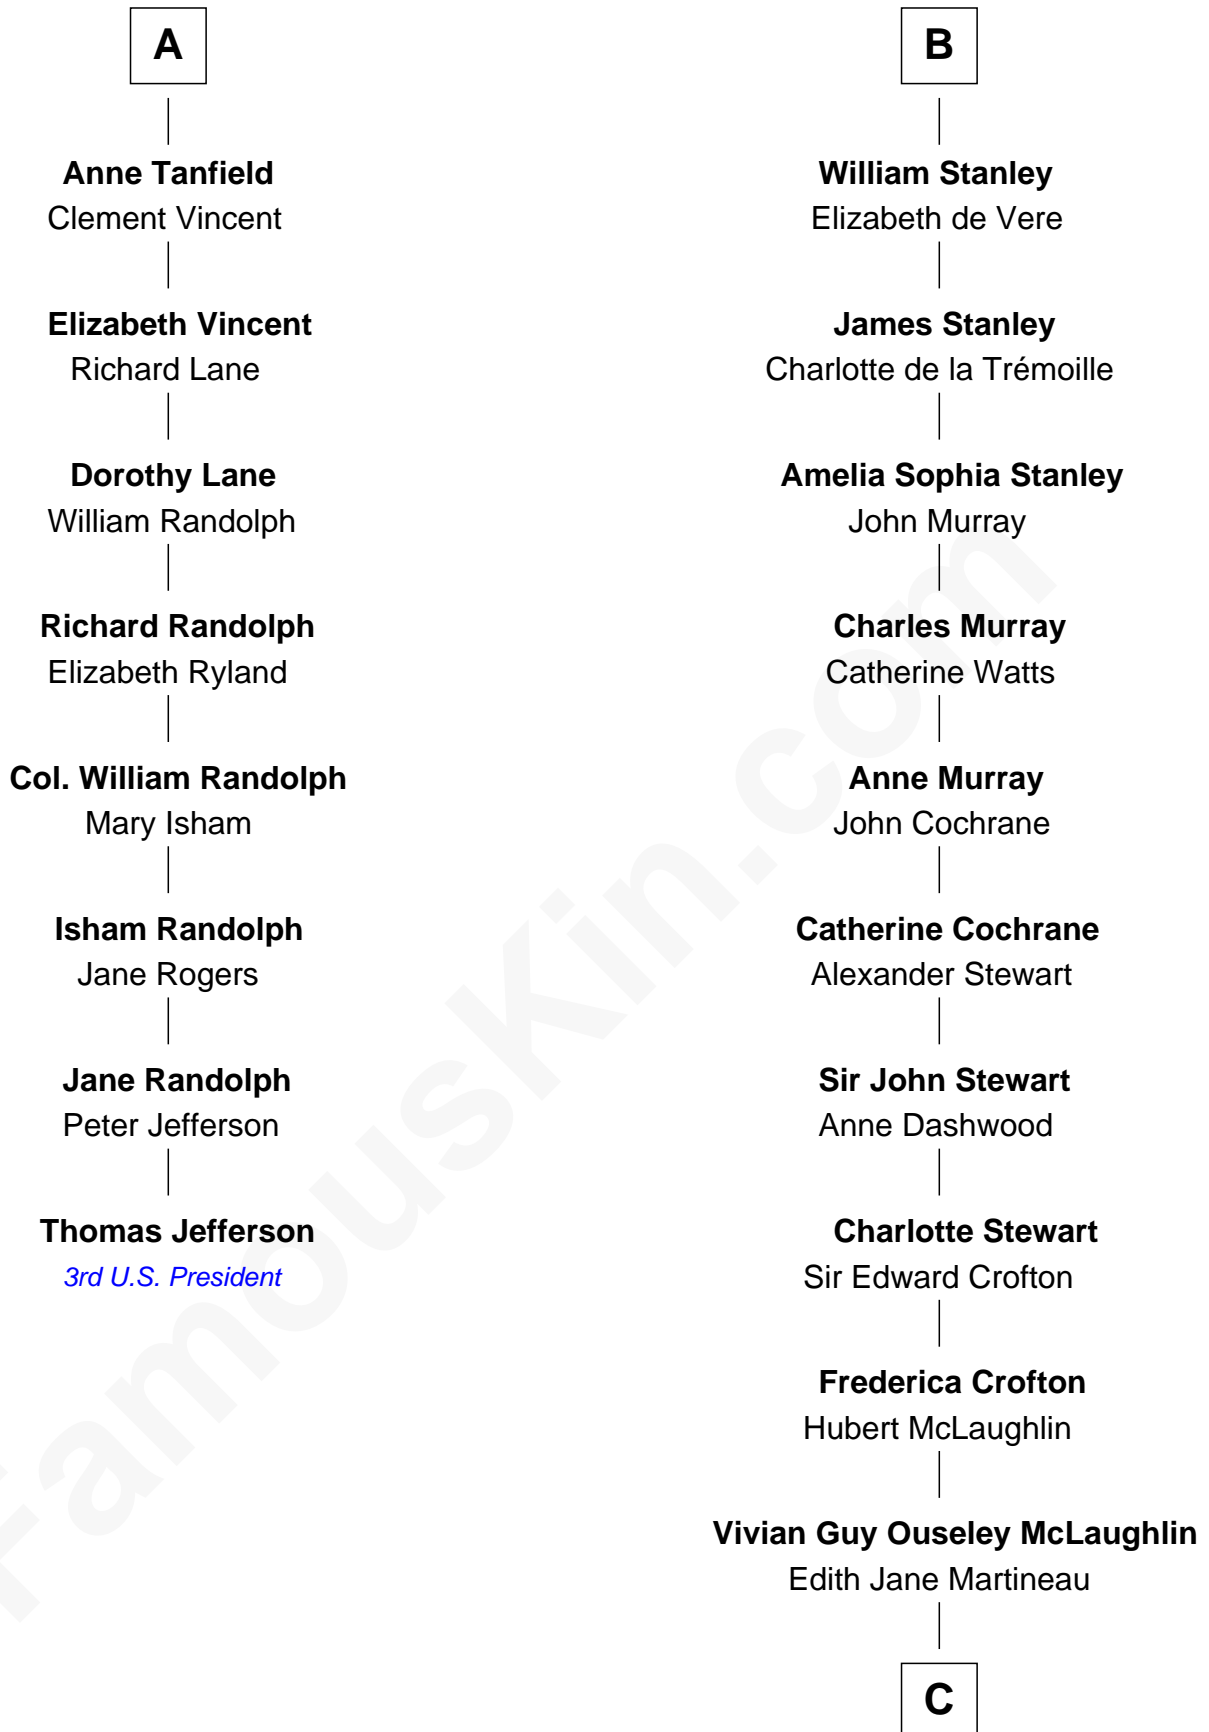 A
Anne Tanfield
Clement Vincent
Elizabeth Vincent
Richard Lane
Dorothy Lane
William Randolph
Richard Randolph
Elizabeth Ryland
Col. William Randolph
Mary Isham
Isham Randolph
Jane Rogers
Jane Randolph
Peter Jefferson
Thomas Jefferson
3rd U.S. President
B
William Stanley
Elizabeth de Vere
James Stanley
Charlotte de la Trémoille
Amelia Sophia Stanley
John Murray
Charles Murray
Catherine Watts
Anne Murray
John Cochrane
Catherine Cochrane
Alexander Stewart
Sir John Stewart
Anne Dashwood
Charlotte Stewart
Sir Edward Crofton
Frederica Crofton
Hubert McLaughlin
Vivian Guy Ouseley McLaughlin
Edith Jane Martineau
C
FamousKin.com